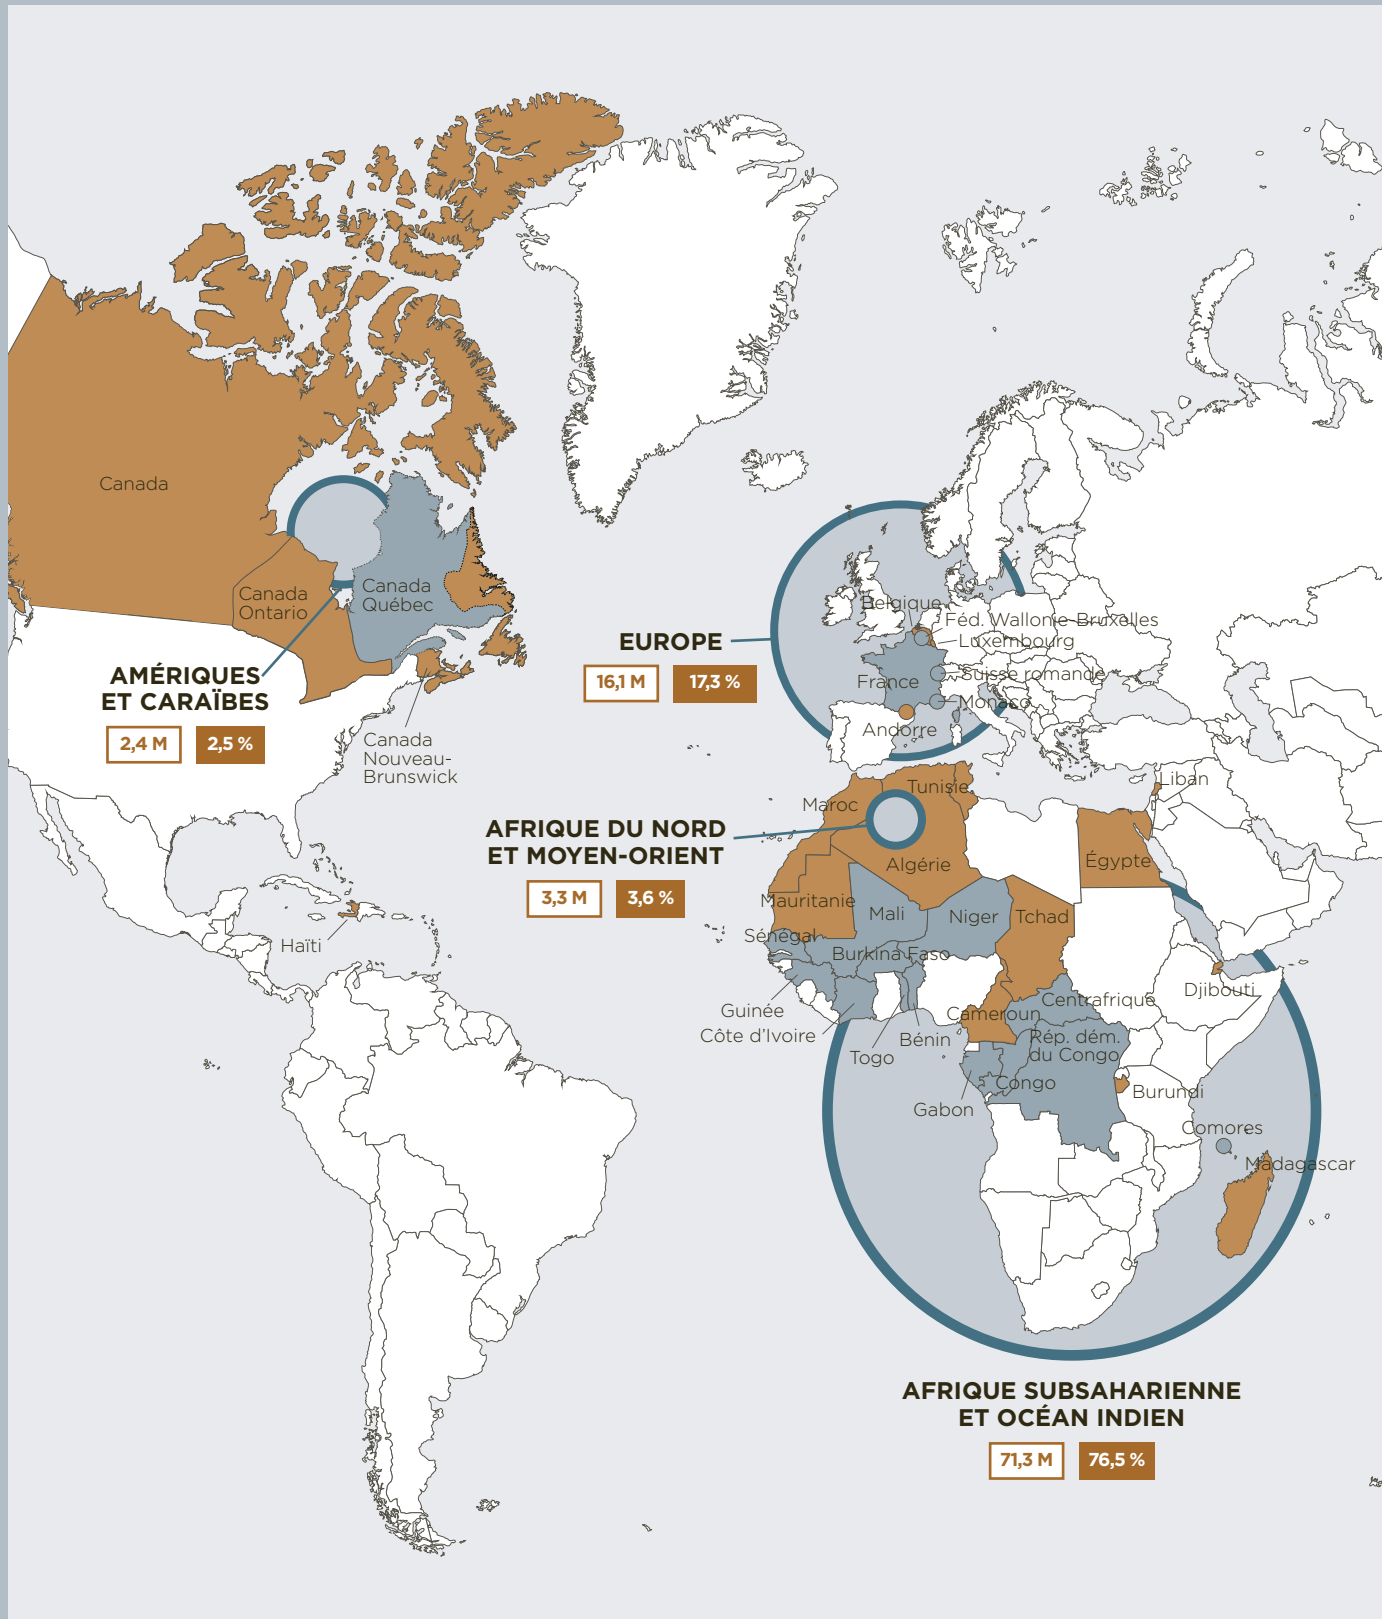 Canada
Canada
Ontario
Canada
Québec
AMÉRIQUES
ET CARAÏBES
2,4 M
2,5 %
Canada
Nouveau-
Brunswick
Haïti
EUROPE
16,1 M
17,3 %
Belgique
Féd. Wallonie-Bruxelles
Luxembourg
Suisse romande
France
Monaco
Andorre
AFRIQUE DU NORD
ET MOYEN-ORIENT
3,3 M
3,6 %
Maroc
Tunisie
Liban
Algérie
Égypte
Mauritanie
Mali
Niger
Tchad
Sénégal
Burkina Faso
Djibouti
Guinée
Centrafrique
Côte d’Ivoire
Cameroun
Togo
Bénin
Rép. dém.
du Congo
Congo
Gabon
Burundi
Comores
Madagascar
AFRIQUE SUBSAHARIENNE
ET OCÉAN INDIEN
71,3 M
76,5 %